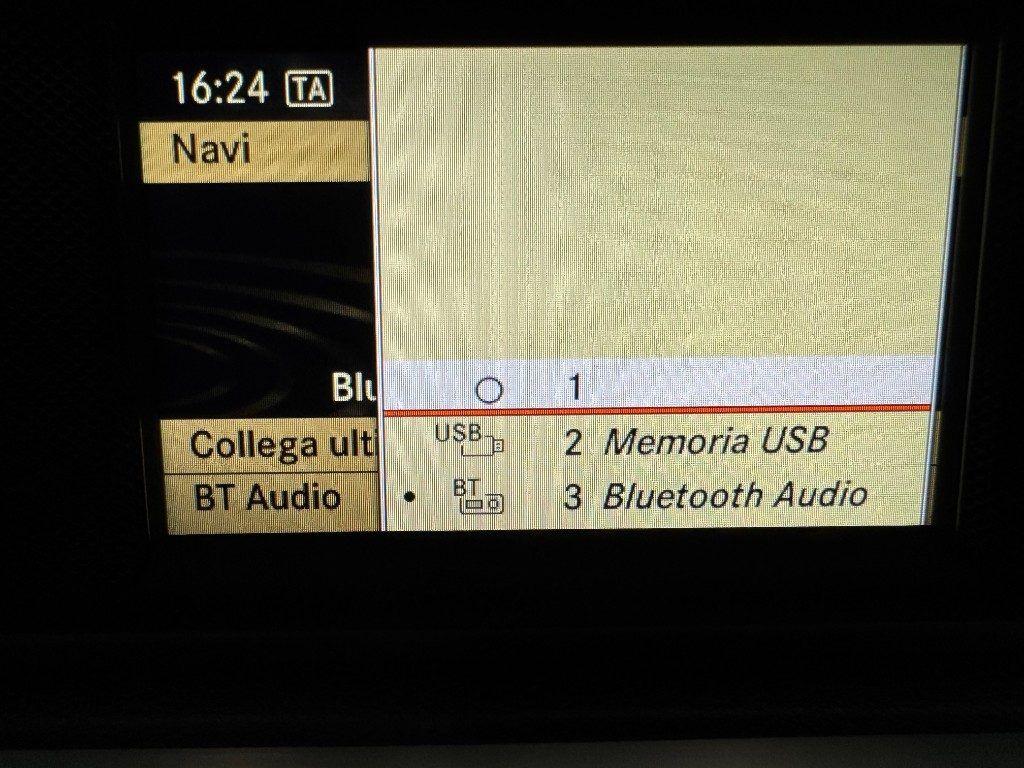 16:24 TA
Navi
Blu
1
Collega ulti
USB 2 Memoria USB
BT Audio
BT 3 Bluetooth Audio